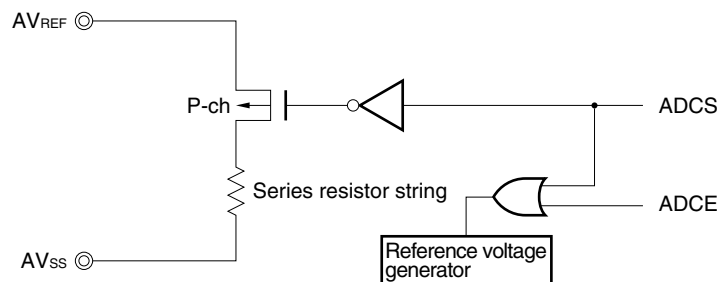 AVREF
P-ch
ADCS
Series resistor string
ADCE
AVSS
Reference voltage
generator